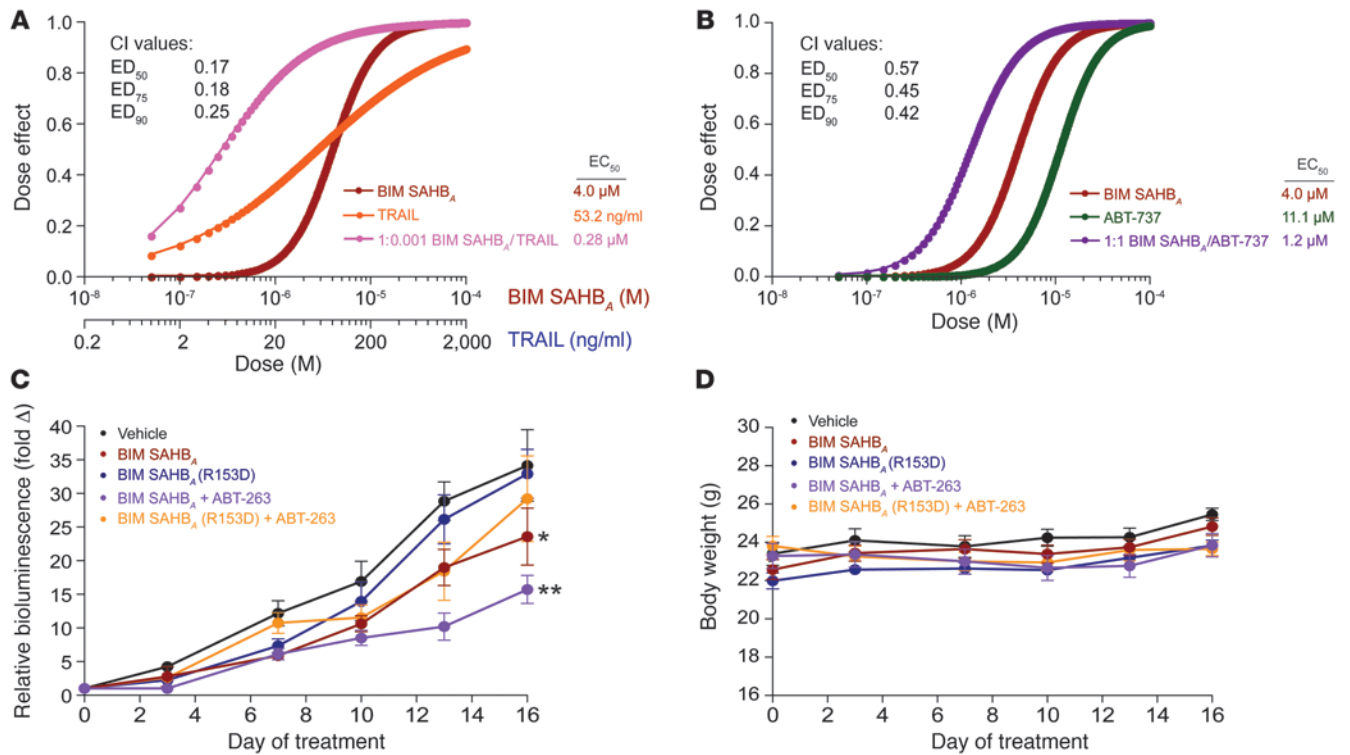 A
CI values:
ED50 0.17
ED75 0.18
ED90 0.25
Dose effect
1.0
0.8
0.6
0.4
0.2
0.0
EC50
BIM SAHBA 4.0 µM
TRAIL 53.2 ng/ml
1:0.001 BIM SAHBA/TRAIL 0.28 µM
10-8 10-7 10-6 10-5 10-4
BIM SAHBA (M)
0.2 2 20 200 2,000
TRAIL (ng/ml)
Dose (M)
B
CI values:
ED50 0.57
ED75 0.45
ED90 0.42
Dose effect
1.0
0.8
0.6
0.4
0.2
0.0
EC50
BIM SAHBA 4.0 µM
ABT-737 11.1 µM
1:1 BIM SAHBA/ABT-737 1.2 µM
10-8 10-7 10-6 10-5 10-4
Dose (M)
C
Relative bioluminescence (fold Δ)
40
35
30
25
20
15
10
5
0
Vehicle
BIM SAHBA
BIM SAHBA (R153D)
BIM SAHBA + ABT-263
BIM SAHBA (R153D) + ABT-263
*
**
0 2 4 6 8 10 12 14 16
Day of treatment
D
Body weight (g)
30
28
26
24
22
20
18
16
Vehicle
BIM SAHBA
BIM SAHBA (R153D)
BIM SAHBA + ABT-263
BIM SAHBA (R153D) + ABT-263
0 2 4 6 8 10 12 14 16
Day of treatment